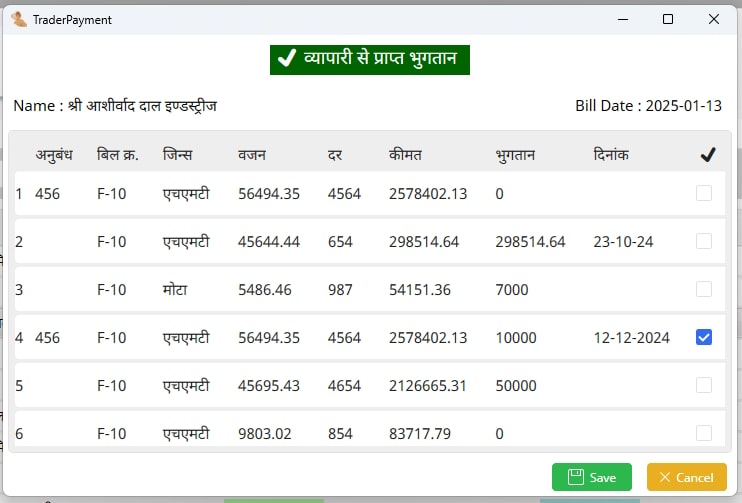 TraderPayment
व्यापारी से प्राप्त भुगतान
Name : श्री आशीर्वाद दाल इण्डस्ट्रीज Bill Date : 2025-01-13
अनुबंध बिल क्र. जिन्स वजन दर कीमत भुगतान दिनांक
1 456 F-10 एचएमटी 56494.35 4564 2578402.13 0
2 F-10 एचएमटी 45644.44 654 298514.64 298514.64 23-10-24
3 F-10 मोटा 5486.46 987 54151.36 7000
4 456 F-10 एचएमटी 56494.35 4564 2578402.13 10000 12-12-2024
5 F-10 एचएमटी 45695.43 4654 2126665.31 50000
6 F-10 एचएमटी 9803.02 854 83717.79 0
Save Cancel